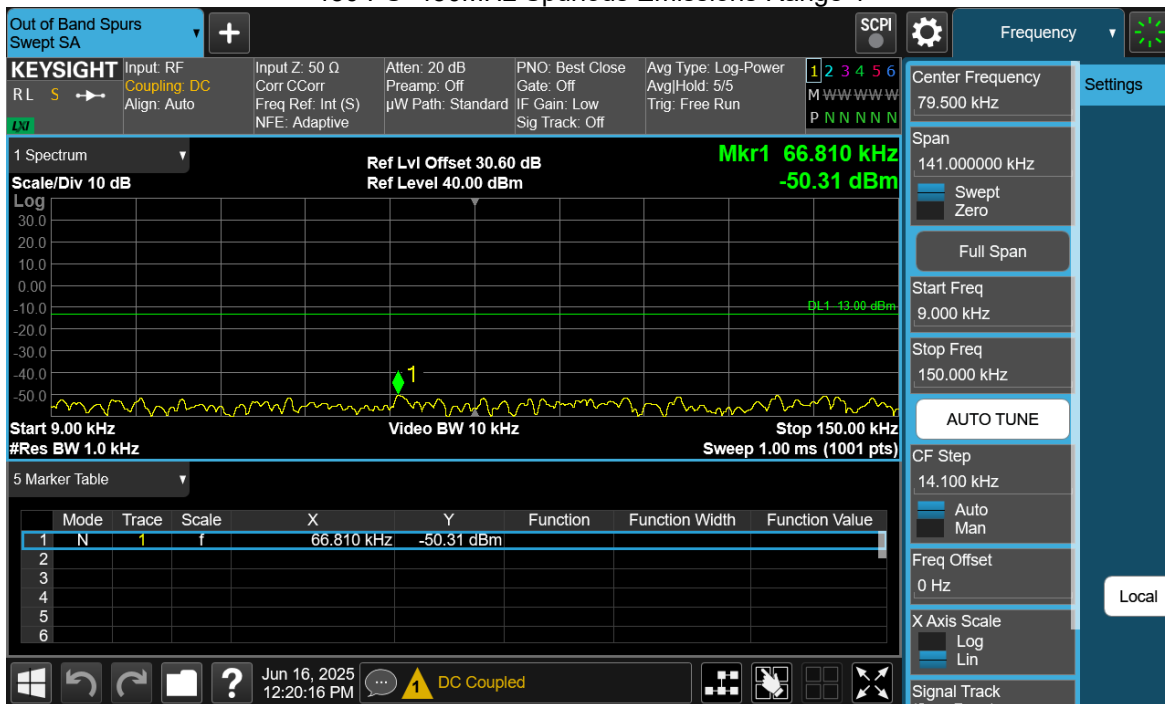 Out of Band Spurs
Swept SA
+
SCPI
Frequency
KEYSIGHT
RL S
LXI
Input: RF
Coupling: DC
Align: Auto
Input Z: 50 Ω
Corr CCorr
Freq Ref: Int (S)
NFE: Adaptive
Atten: 20 dB
Preamp: Off
µW Path: Standard
PNO: Best Close
Gate: Off
IF Gain: Low
Sig Track: Off
Avg Type: Log-Power
Avg|Hold: 5/5
Trig: Free Run
1 2 3 4 5 6
M W W W W W
P N N N N N
1 Spectrum
Scale/Div 10 dB
Ref Lvl Offset 30.60 dB
Ref Level 40.00 dBm
Mkr1 66.810 kHz
-50.31 dBm
Log
30.0
20.0
10.0
0.00
-10.0
-20.0
-30.0
-40.0
-50.0
DL1 -13.00 dBm
1
Start 9.00 kHz
#Res BW 1.0 kHz
Video BW 10 kHz
Stop 150.00 kHz
Sweep 1.00 ms (1001 pts)
5 Marker Table
Mode Trace Scale X Y Function Function Width Function Value
1 N 1 f 66.810 kHz -50.31 dBm
2
3
4
5
6
?
Jun 16, 2025
12:20:16 PM
1
DC Coupled
Center Frequency
79.500 kHz
Span
141.000000 kHz
Swept
Zero
Full Span
Start Freq
9.000 kHz
Stop Freq
150.000 kHz
AUTO TUNE
CF Step
14.100 kHz
Auto
Man
Freq Offset
0 Hz
X Axis Scale
Log
Lin
Signal Track
Settings
Local